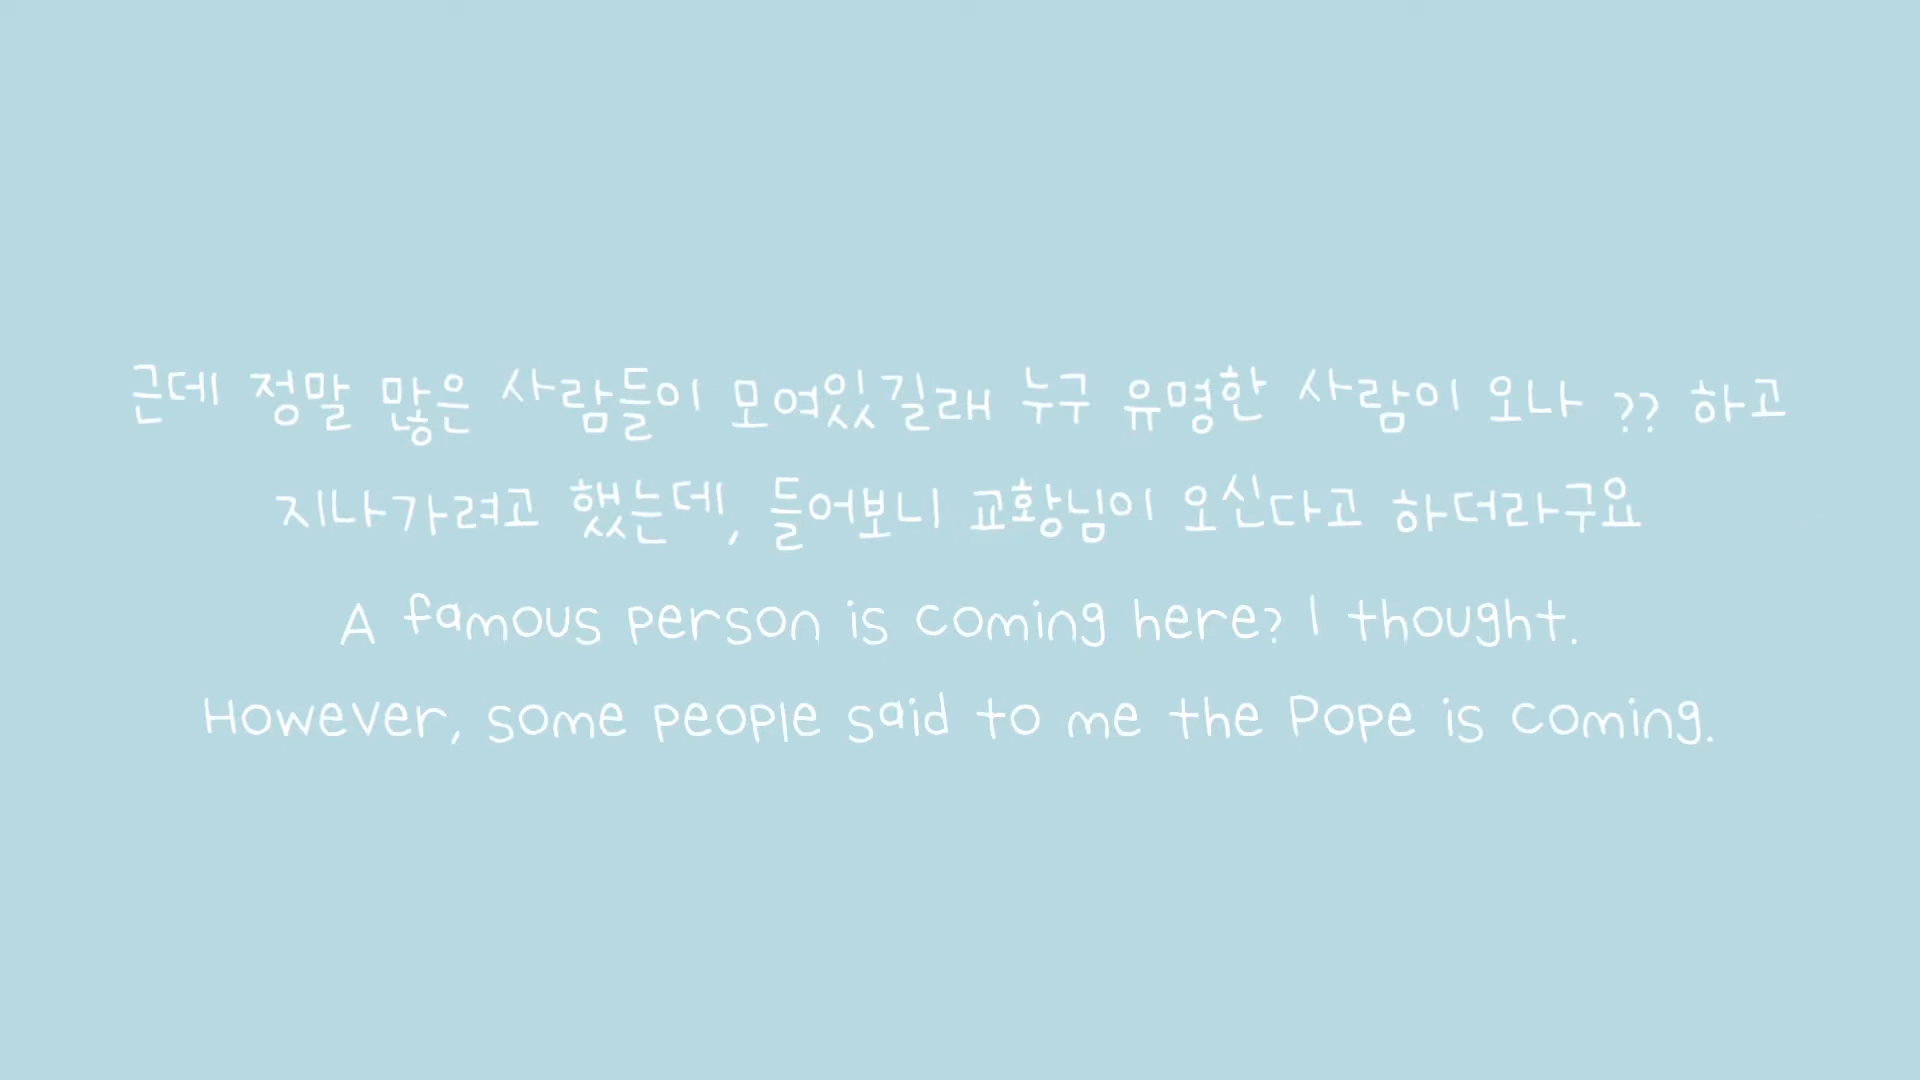 근데 정말 많은 사람들이 모여있길래 누구 유명한 사람이 오나 ?? 하고
지나가려고 했는데, 들어보니 교황님이 오신다고 하더라구요
A famous person is coming here? I thought.
However, some people said to me the Pope is coming.